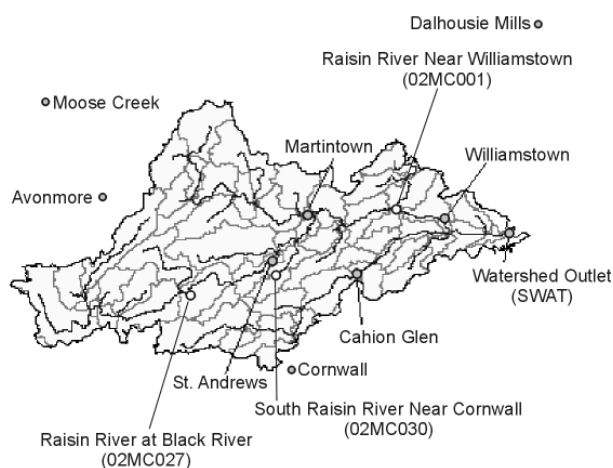 Dalhousie Mills
Raisin River Near Williamstown
(02MC001)
Moose Creek
Martintown
Williamstown
Avonmore
Watershed Outlet
(SWAT)
Cahion Glen
St. Andrews
Cornwall
South Raisin River Near Cornwall
(02MC030)
Raisin River at Black River
(02MC027)